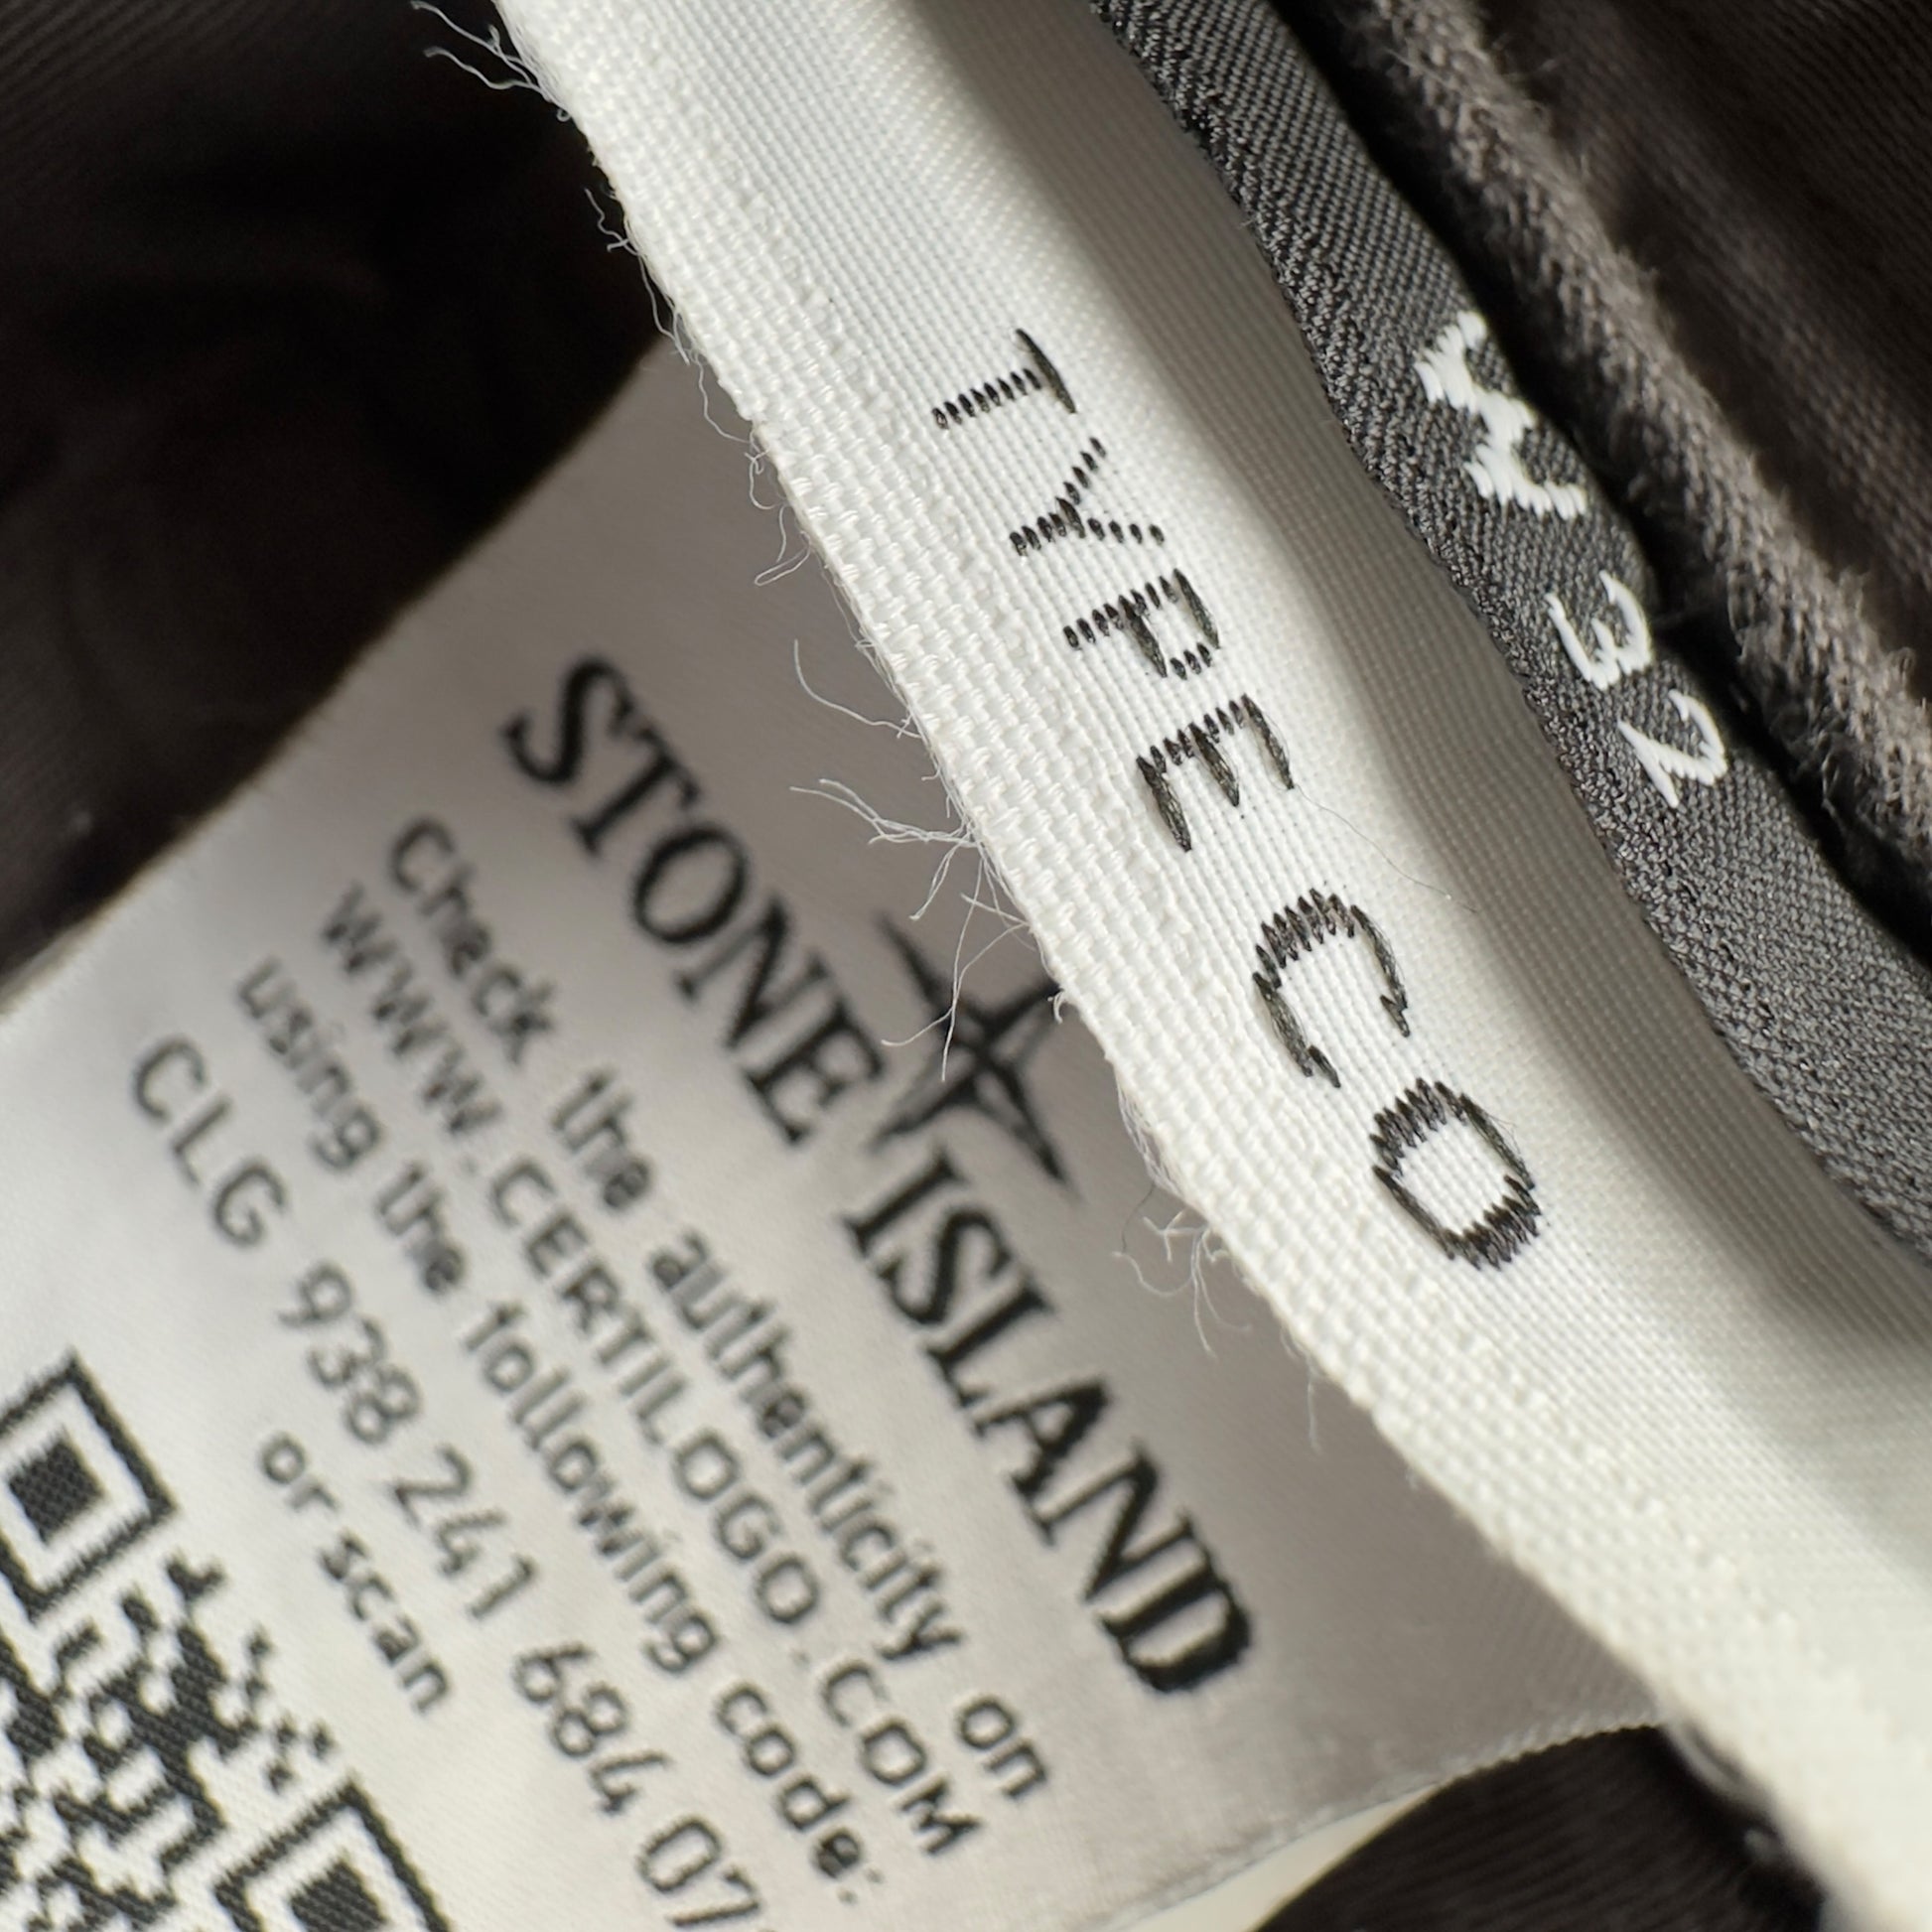 W 32
TYPE CO
STONE ISLAND
Check the authenticity on
WWW.CERTILOGO.COM
using the following code:
CLG 938 241 684 07
or scan